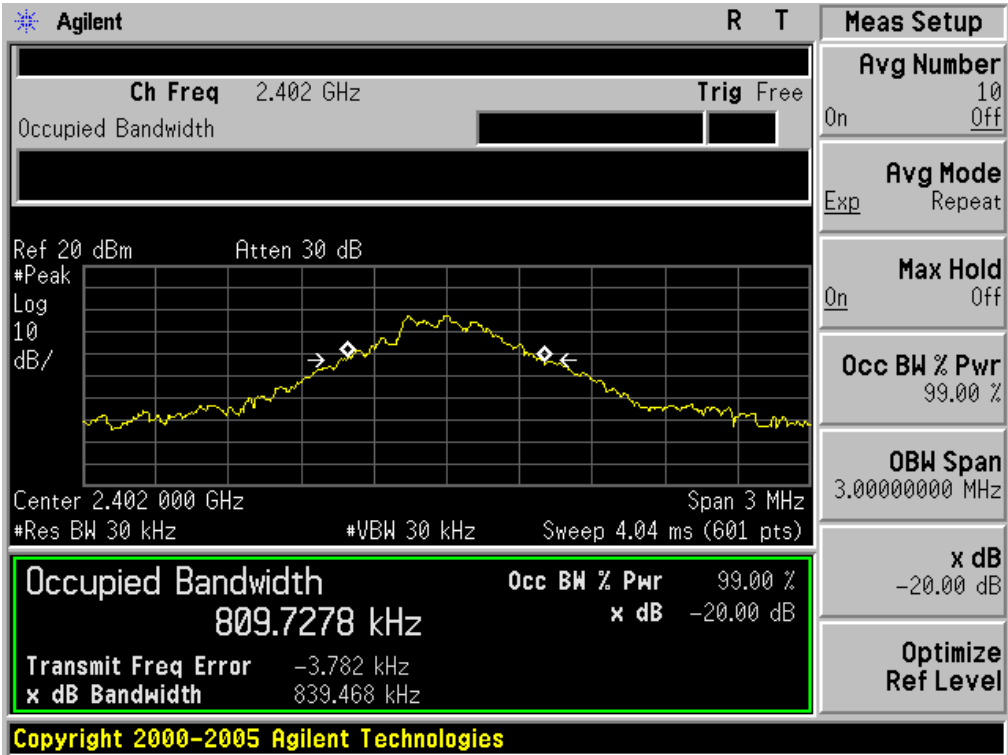 Agilent R T
Meas Setup
Ch Freq 2.402 GHz Trig Free
Occupied Bandwidth
Ref 20 dBm Atten 30 dB
#Peak
Log
10
dB/
Center 2.402 000 GHz Span 3 MHz
#Res BW 30 kHz #VBW 30 kHz Sweep 4.04 ms (601 pts)
Occupied Bandwidth
809.7278 kHz
Occ BW % Pwr 99.00 %
x dB -20.00 dB
Transmit Freq Error -3.782 kHz
x dB Bandwidth 839.468 kHz
Avg Number
10
On Off
Avg Mode
Exp Repeat
Max Hold
On Off
Occ BW % Pwr
99.00 %
OBW Span
3.00000000 MHz
x dB
-20.00 dB
Optimize
Ref Level
Copyright 2000-2005 Agilent Technologies